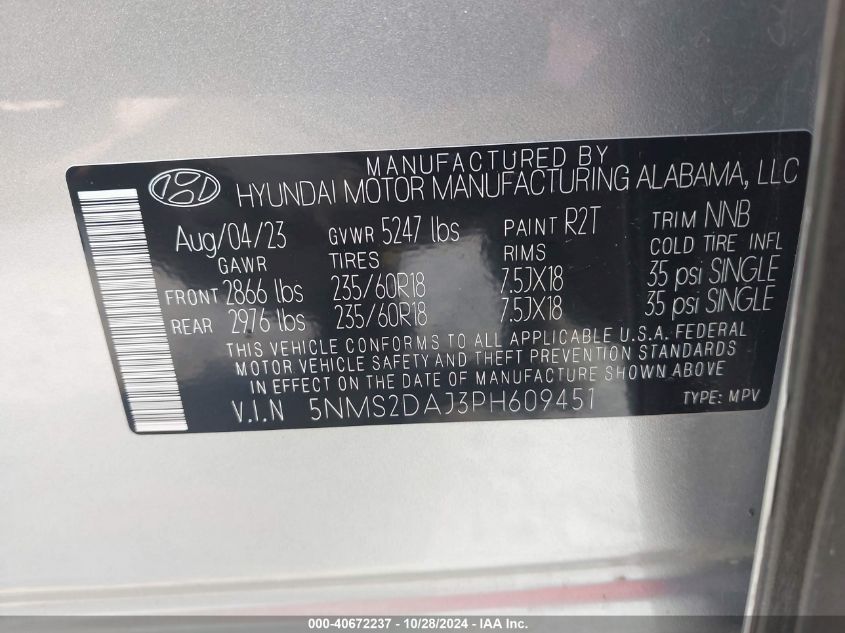 MANUFACTURED BY
HYUNDAI MOTOR MANUFACTURING ALABAMA, LLC
Aug/04/23 GVWR 5247 lbs PAINT R2T TRIM NNB
GAWR TIRES RIMS COLD TIRE INFL
FRONT 2866 lbs 235/60R18 7.5JX18 35 psi SINGLE
REAR 2976 lbs 235/60R18 7.5JX18 35 psi SINGLE
THIS VEHICLE CONFORMS TO ALL APPLICABLE U.S.A. FEDERAL
MOTOR VEHICLE SAFETY AND THEFT PREVENTION STANDARDS
IN EFFECT ON THE DATE OF MANUFACTURE SHOWN ABOVE
V.I.N 5NMS2DAJ3PH609451 TYPE: MPV
000-40672237 - 10/28/2024 - IAA Inc.